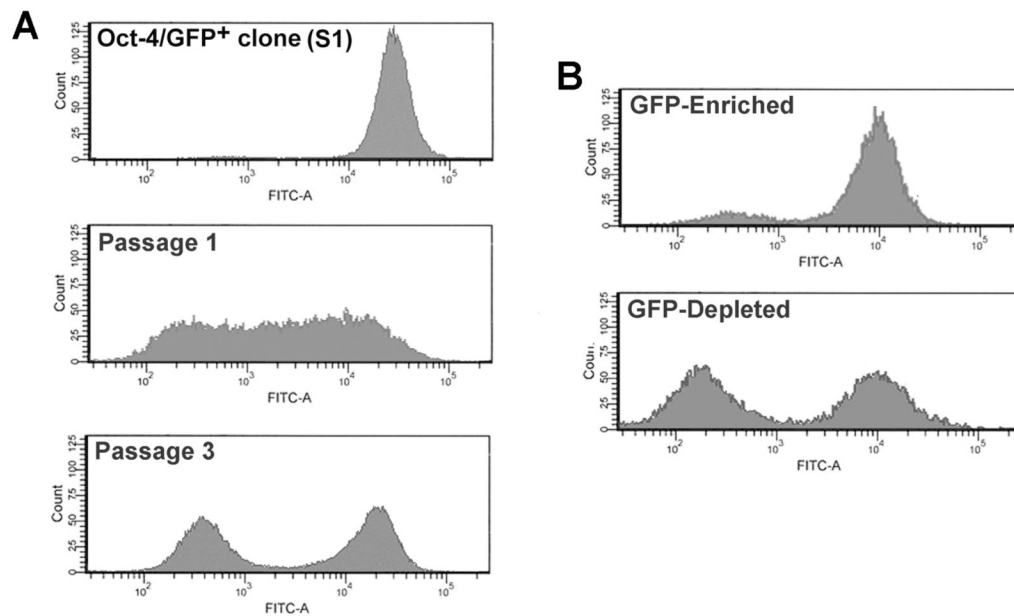 A
Oct-4/GFP+ clone (S1)
Count
125
100
75
50
25
0
10² 10³ 10⁴ 10⁵
FITC-A
Passage 1
Count
125
100
75
50
25
0
10² 10³ 10⁴ 10⁵
FITC-A
Passage 3
Count
125
100
75
50
25
0
10² 10³ 10⁴ 10⁵
FITC-A
B
GFP-Enriched
Count
125
100
75
50
25
0
10² 10³ 10⁴ 10⁵
FITC-A
GFP-Depleted
Coun.
125
100
75
50
25
0
10² 10³ 10⁴ 10⁵
FITC-A